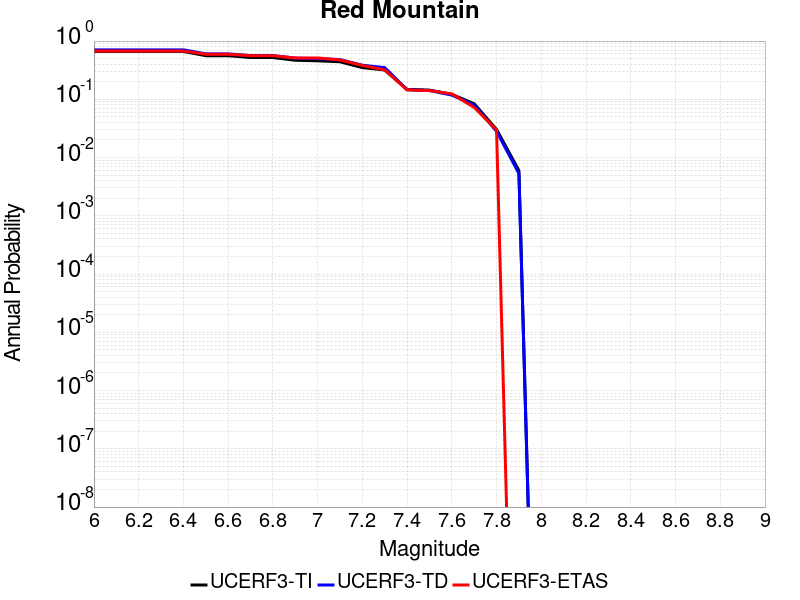 Red Mountain
Annual Probability
10^0
10^-1
10^-2
10^-3
10^-4
10^-5
10^-6
10^-7
10^-8
6 6.2 6.4 6.6 6.8 7 7.2 7.4 7.6 7.8 8 8.2 8.4 8.6 8.8 9
Magnitude
UCERF3-TI UCERF3-TD UCERF3-ETAS